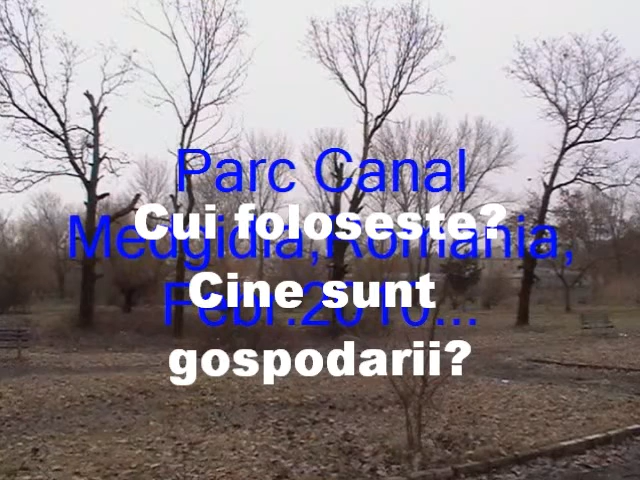 Parc Canal
Cui foloseste?
Medgidia,Romania,
Cine sunt
Febr.2010...
gospodarii?